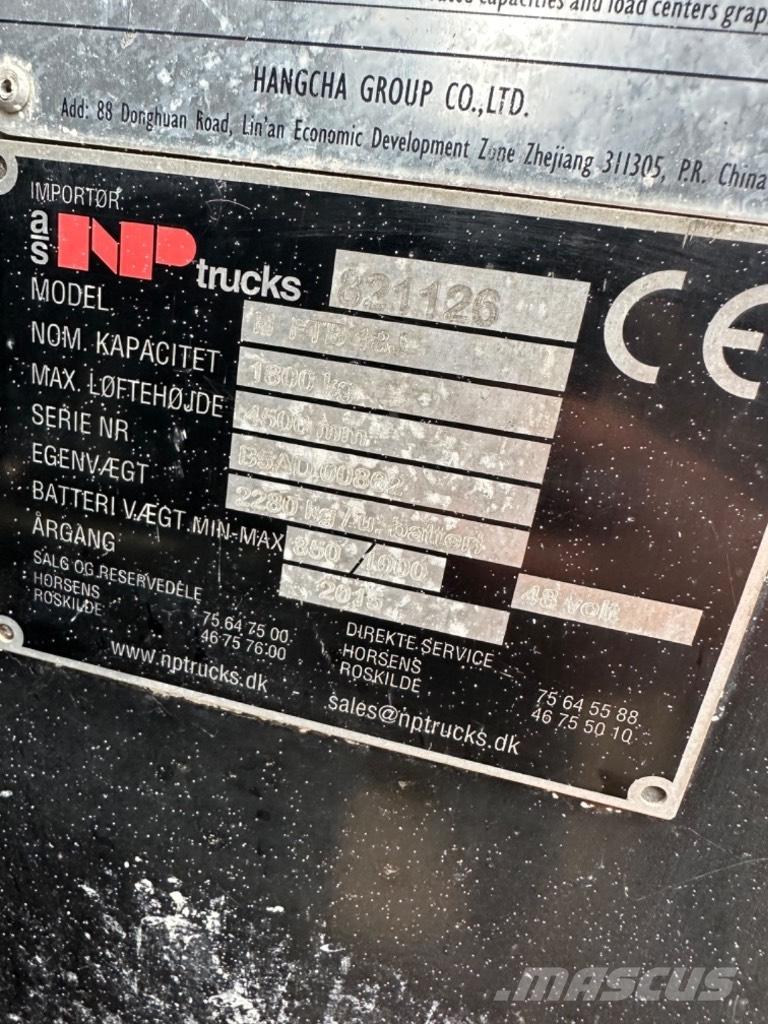 capacities and load centers grap
HANGCHA GROUP CO.,LTD.
Add: 88 Donghuan Road, Lin'an Economic Development Zone Zhejiang 311305, P.R. China
IMPORTØR
a/s NP trucks 821126
MODEL
NOM. KAPACITET 1800 kg
MAX. LØFTEHØJDE 4500 mm
SERIE NR.
EGENVÆGT 2280 kg /u. batteri
BATTERI VÆGT MIN-MAX 850 / 1000 48 volt
ÅRGANG 2015
SALG OG RESERVEDELE
HORSENS 75 64 75 00
ROSKILDE 46 75 76 00
DIREKTE SERVICE
HORSENS 75 64 55 88
ROSKILDE 46 75 50 10
www.nptrucks.dk sales@nptrucks.dk
CE
MASCUS